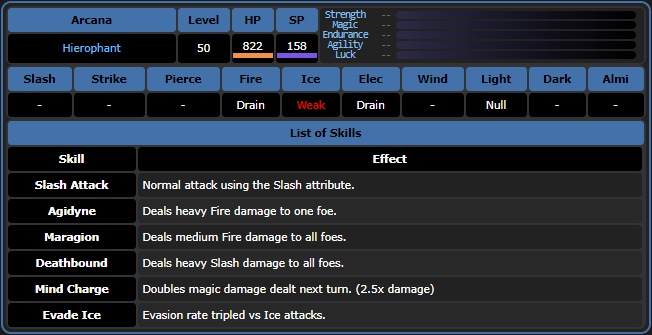 Arcana Level HP SP
Hierophant 50 822 158
Strength --
Magic --
Endurance --
Agility --
Luck --
Slash Strike Pierce Fire Ice Elec Wind Light Dark Almi
- - - Drain Weak Drain - Null - -
List of Skills
Skill Effect
Slash Attack Normal attack using the Slash attribute.
Agidyne Deals heavy Fire damage to one foe.
Maragion Deals medium Fire damage to all foes.
Deathbound Deals heavy Slash damage to all foes.
Mind Charge Doubles magic damage dealt next turn. (2.5x damage)
Evade Ice Evasion rate tripled vs Ice attacks.